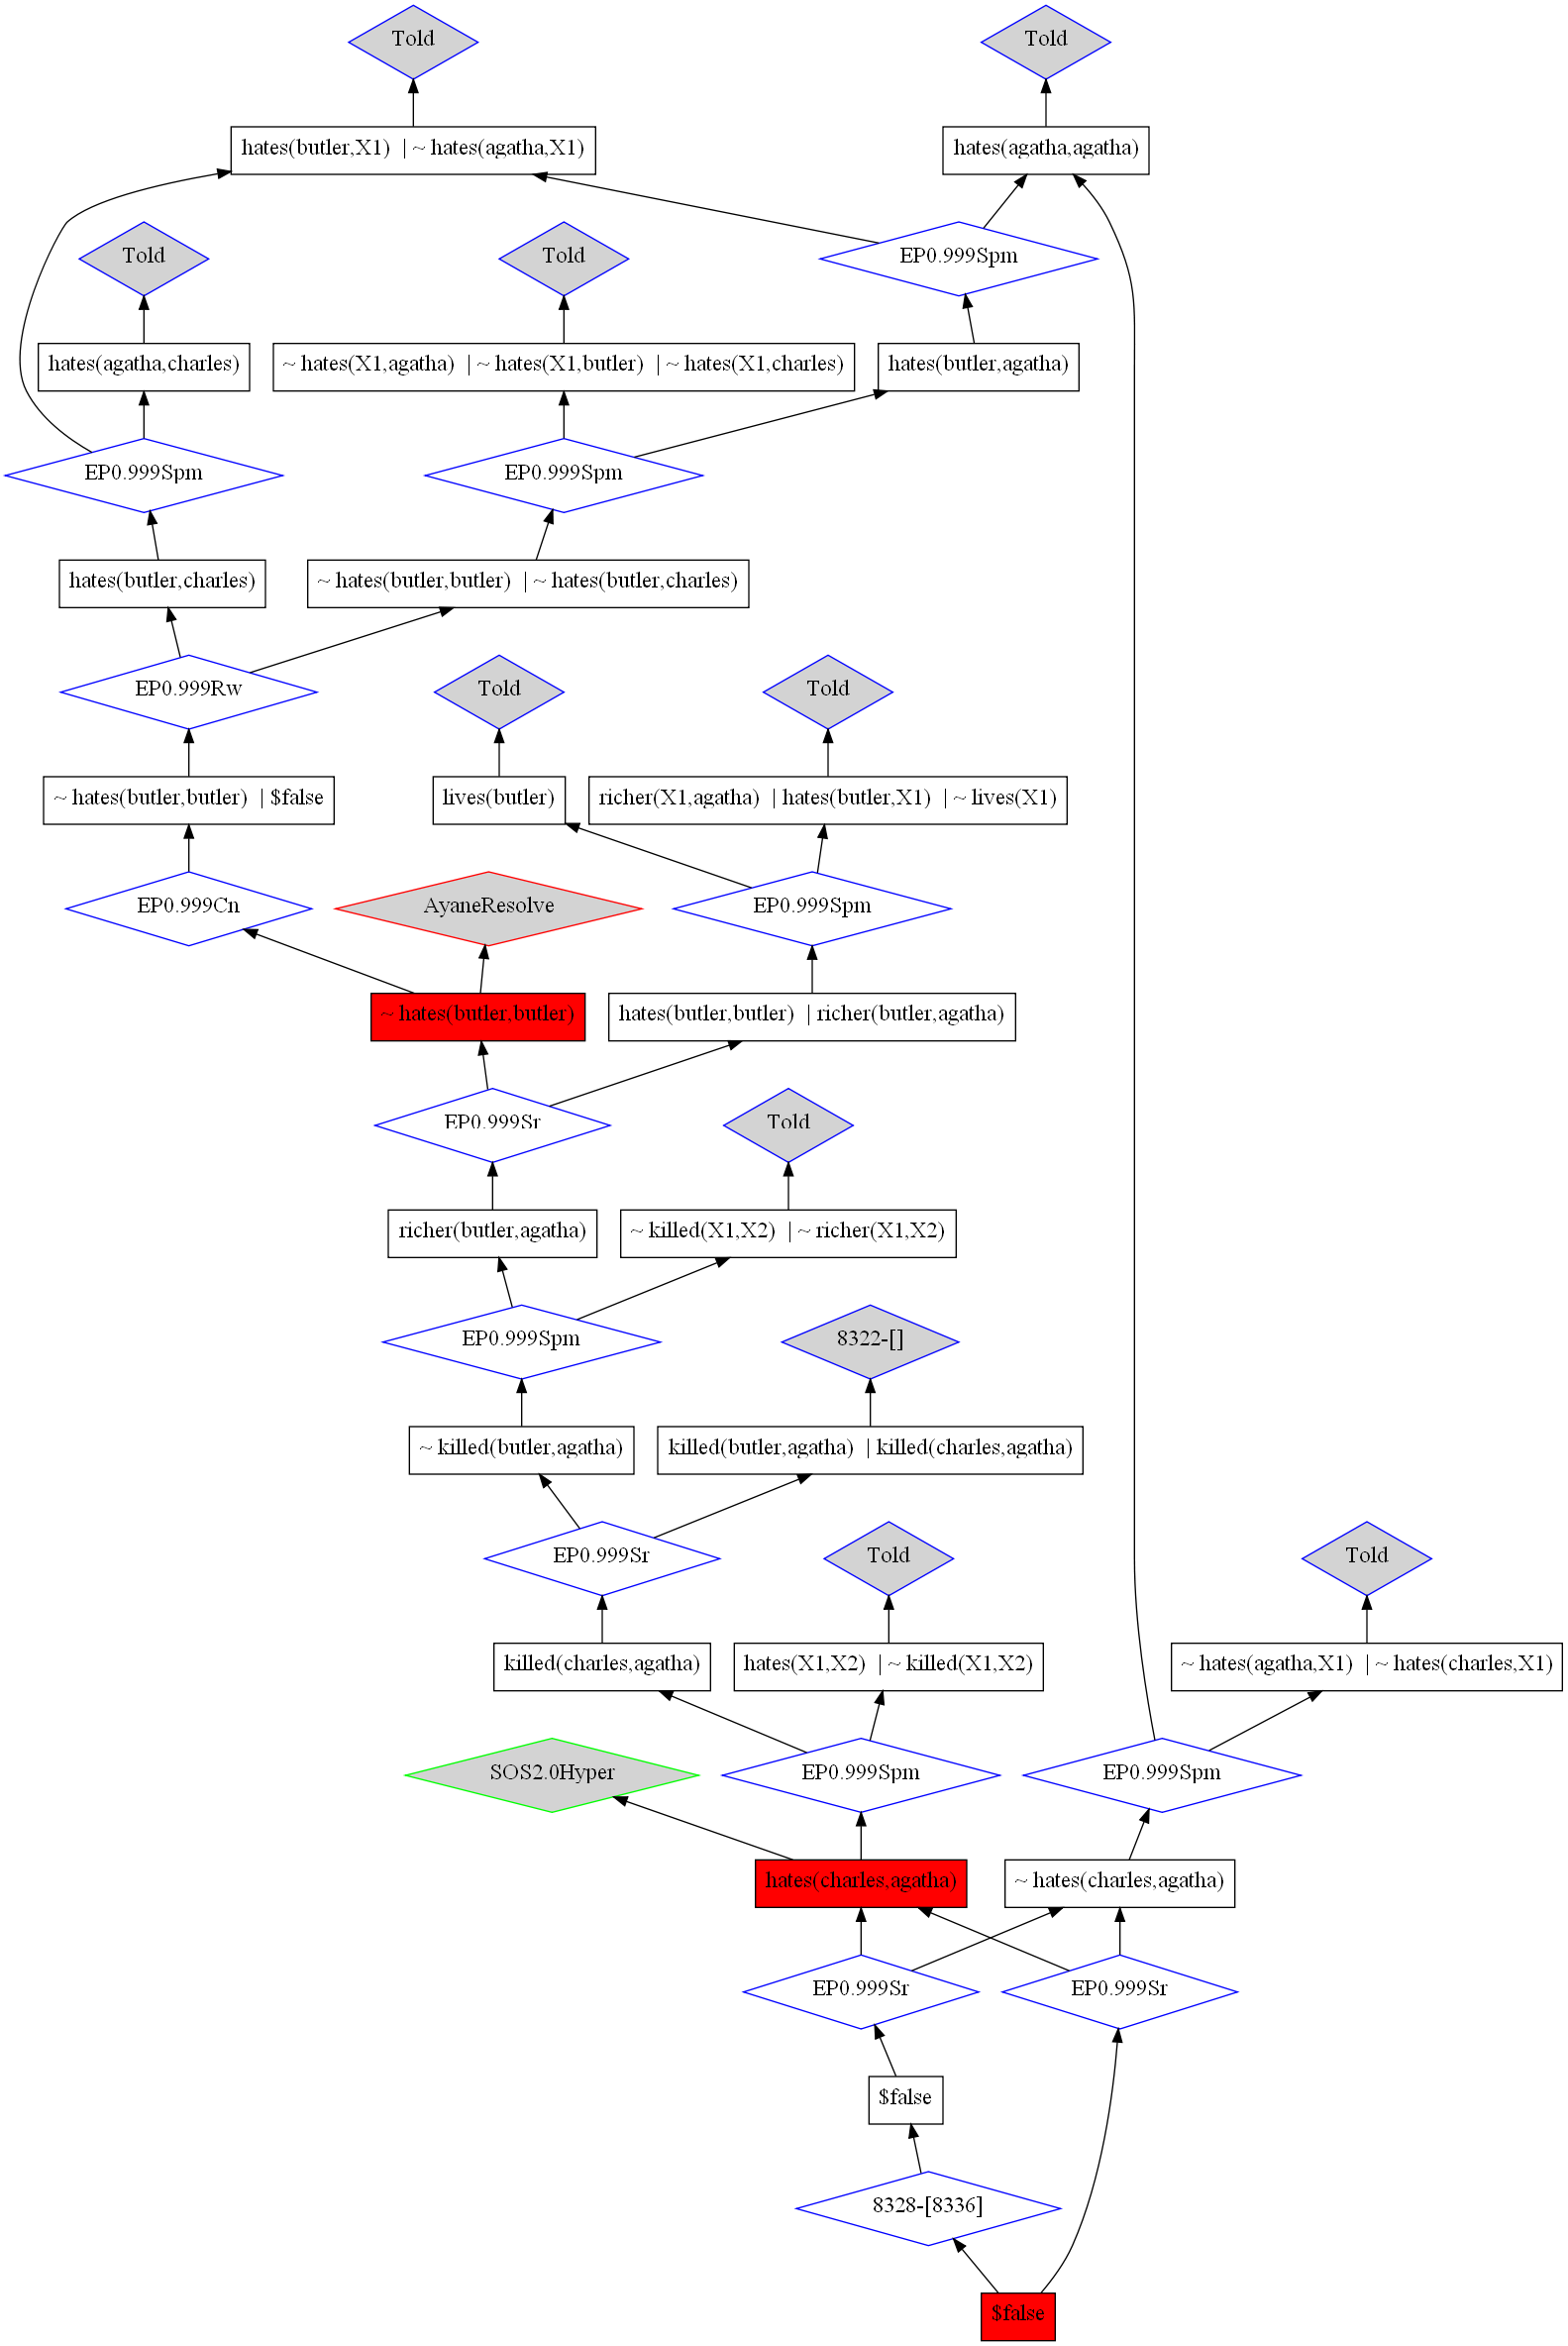 Told
Told
hates(butler,X1) | ~ hates(agatha,X1)
hates(agatha,agatha)
Told
Told
EP0.999Spm
hates(agatha,charles)
~ hates(X1,agatha) | ~ hates(X1,butler) | ~ hates(X1,charles)
hates(butler,agatha)
EP0.999Spm
EP0.999Spm
hates(butler,charles)
~ hates(butler,butler) | ~ hates(butler,charles)
EP0.999Rw
Told
Told
~ hates(butler,butler) | $false
lives(butler)
richer(X1,agatha) | hates(butler,X1) | ~ lives(X1)
EP0.999Cn
AyaneResolve
EP0.999Spm
~ hates(butler,butler)
hates(butler,butler) | richer(butler,agatha)
EP0.999Sr
Told
richer(butler,agatha)
~ killed(X1,X2) | ~ richer(X1,X2)
EP0.999Spm
8322-[]
~ killed(butler,agatha)
killed(butler,agatha) | killed(charles,agatha)
EP0.999Sr
Told
Told
killed(charles,agatha)
hates(X1,X2) | ~ killed(X1,X2)
~ hates(agatha,X1) | ~ hates(charles,X1)
SOS2.0Hyper
EP0.999Spm
EP0.999Spm
hates(charles,agatha)
~ hates(charles,agatha)
EP0.999Sr
EP0.999Sr
$false
8328-[8336]
$false